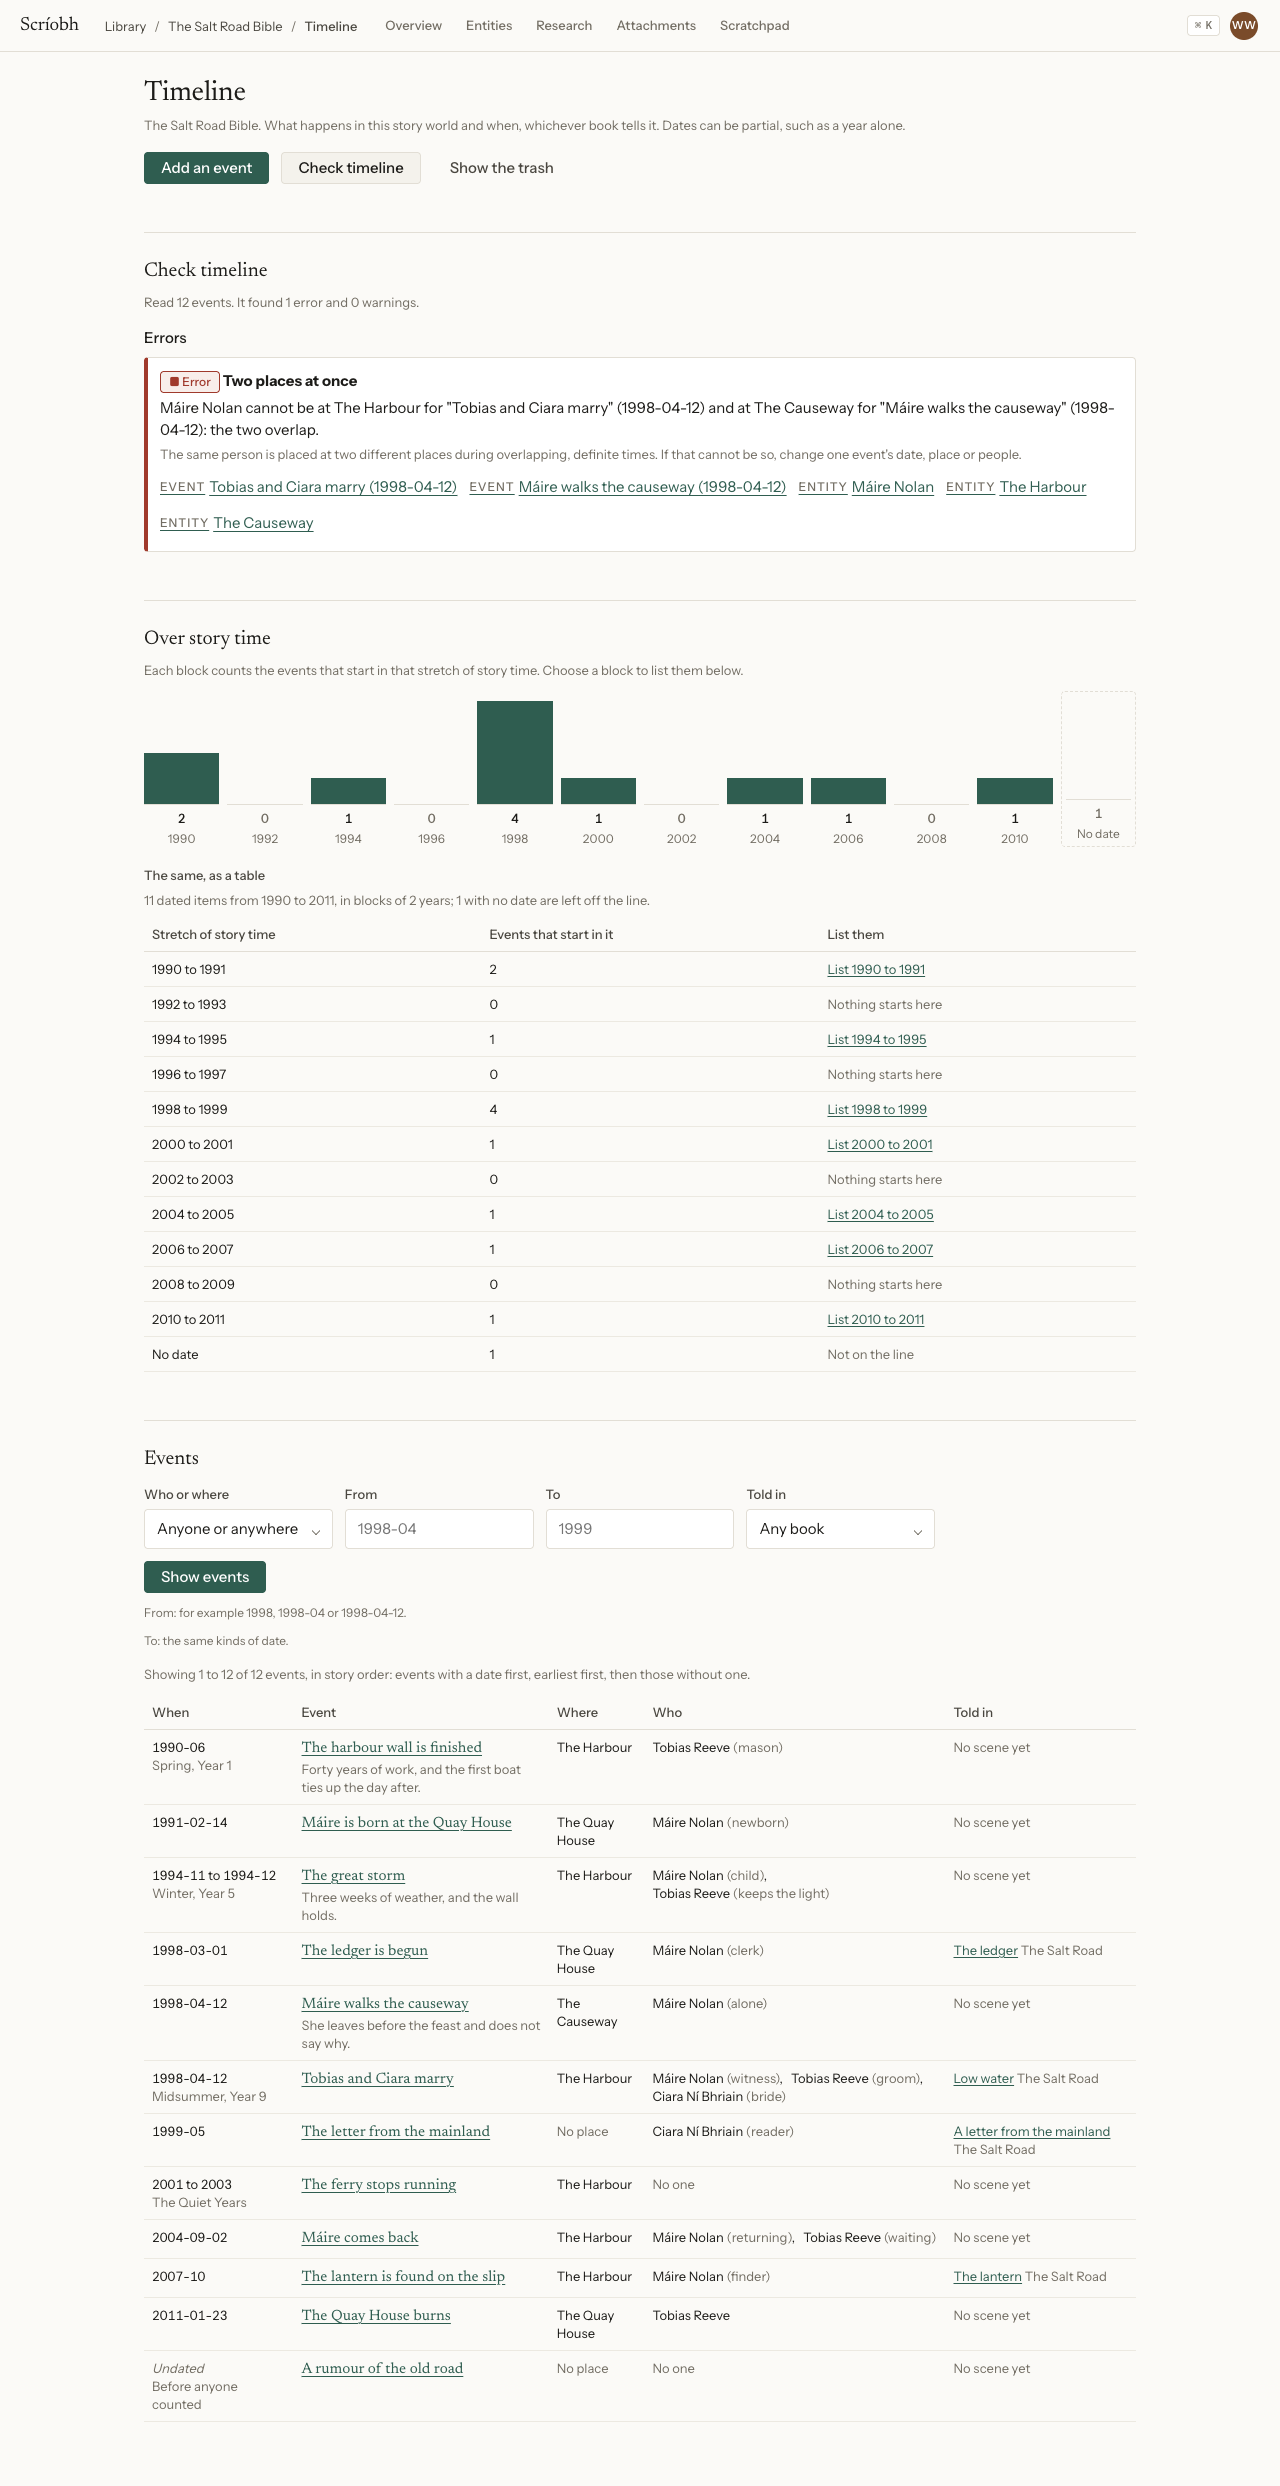 Scríobh Library / The Salt Road Bible / Timeline Overview Entities Research Attachments Scratchpad ⌘ K WW
Timeline
The Salt Road Bible. What happens in this story world and when, whichever book tells it. Dates can be partial, such as a year alone.
Add an event Check timeline Show the trash
Check timeline
Read 12 events. It found 1 error and 0 warnings.
Errors
Error Two places at once
Máire Nolan cannot be at The Harbour for "Tobias and Ciara marry" (1998-04-12) and at The Causeway for "Máire walks the causeway" (1998-
04-12): the two overlap.
The same person is placed at two different places during overlapping, definite times. If that cannot be so, change one event's date, place or people.
EVENT Tobias and Ciara marry (1998-04-12) EVENT Máire walks the causeway (1998-04-12) ENTITY Máire Nolan ENTITY The Harbour
ENTITY The Causeway
Over story time
Each block counts the events that start in that stretch of story time. Choose a block to list them below.
2 0 1 0 4 1 0 1 1 0 1 1
1990 1992 1994 1996 1998 2000 2002 2004 2006 2008 2010 No date
The same, as a table
11 dated items from 1990 to 2011, in blocks of 2 years; 1 with no date are left off the line.
Stretch of story time Events that start in it List them
1990 to 1991 2 List 1990 to 1991
1992 to 1993 0 Nothing starts here
1994 to 1995 1 List 1994 to 1995
1996 to 1997 0 Nothing starts here
1998 to 1999 4 List 1998 to 1999
2000 to 2001 1 List 2000 to 2001
2002 to 2003 0 Nothing starts here
2004 to 2005 1 List 2004 to 2005
2006 to 2007 1 List 2006 to 2007
2008 to 2009 0 Nothing starts here
2010 to 2011 1 List 2010 to 2011
No date 1 Not on the line
Events
Who or where From To Told in
Anyone or anywhere 1998-04 1999 Any book
Show events
From: for example 1998, 1998-04 or 1998-04-12.
To: the same kinds of date.
Showing 1 to 12 of 12 events, in story order: events with a date first, earliest first, then those without one.
When Event Where Who Told in
1990-06 The harbour wall is finished The Harbour Tobias Reeve (mason) No scene yet
Spring, Year 1 Forty years of work, and the first boat
ties up the day after.
1991-02-14 Máire is born at the Quay House The Quay Máire Nolan (newborn) No scene yet
House
1994-11 to 1994-12 The great storm The Harbour Máire Nolan (child), No scene yet
Winter, Year 5 Three weeks of weather, and the wall Tobias Reeve (keeps the light)
holds.
1998-03-01 The ledger is begun The Quay Máire Nolan (clerk) The ledger The Salt Road
House
1998-04-12 Máire walks the causeway The Máire Nolan (alone) No scene yet
She leaves before the feast and does not Causeway
say why.
1998-04-12 Tobias and Ciara marry The Harbour Máire Nolan (witness), Tobias Reeve (groom), Low water The Salt Road
Midsummer, Year 9 Ciara Ní Bhriain (bride)
1999-05 The letter from the mainland No place Ciara Ní Bhriain (reader) A letter from the mainland
The Salt Road
2001 to 2003 The ferry stops running The Harbour No one No scene yet
The Quiet Years
2004-09-02 Máire comes back The Harbour Máire Nolan (returning), Tobias Reeve (waiting) No scene yet
2007-10 The lantern is found on the slip The Harbour Máire Nolan (finder) The lantern The Salt Road
2011-01-23 The Quay House burns The Quay Tobias Reeve No scene yet
House
Undated A rumour of the old road No place No one No scene yet
Before anyone
counted